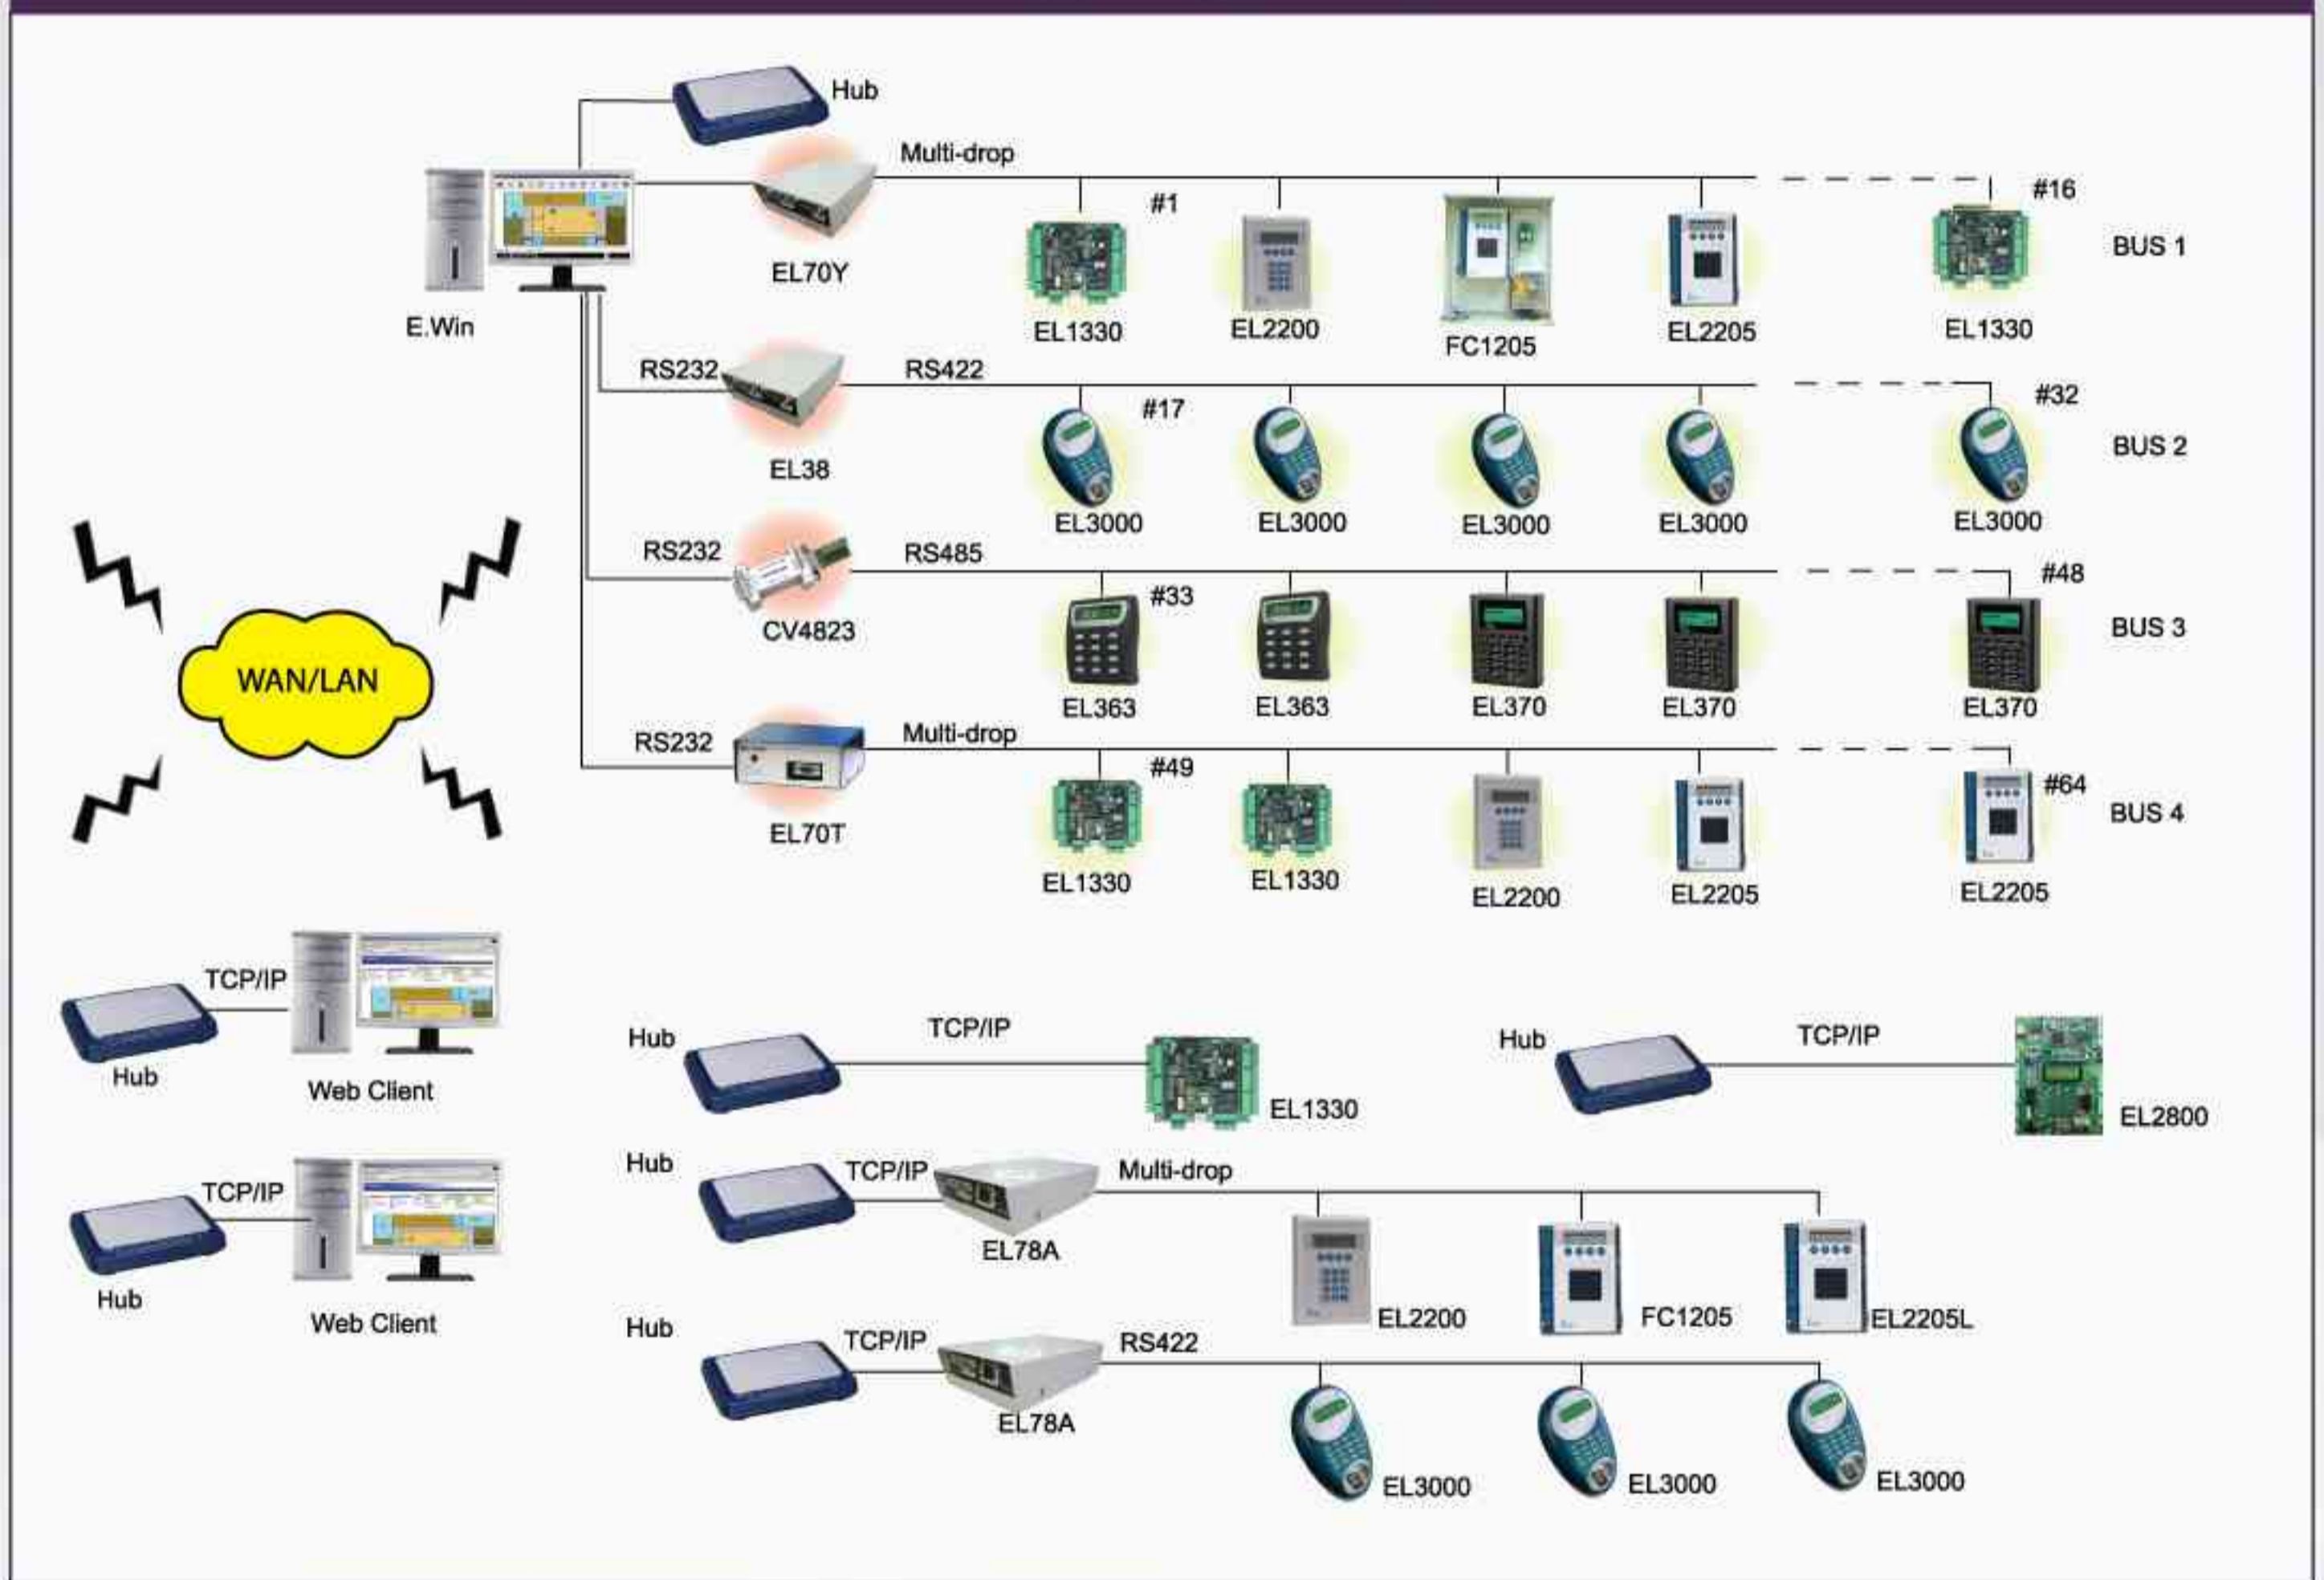 Hub
Multi-drop
#1
#16
BUS 1
EL70Y
E.Win
EL1330
EL2200
FC1205
EL2205
EL1330
RS232
RS422
#17
#32
BUS 2
EL38
EL3000
EL3000
EL3000
EL3000
EL3000
RS232
RS485
#33
#48
BUS 3
CV4823
EL363
EL363
EL370
EL370
EL370
WAN/LAN
RS232
Multi-drop
#49
#64
BUS 4
EL70T
EL1330
EL1330
EL2200
EL2205
EL2205
TCP/IP
Hub
Web Client
TCP/IP
Hub
Web Client
Hub
TCP/IP
EL1330
Hub
TCP/IP
EL2800
Hub
TCP/IP
Multi-drop
EL78A
EL2200
FC1205
EL2205L
Hub
TCP/IP
RS422
EL78A
EL3000
EL3000
EL3000